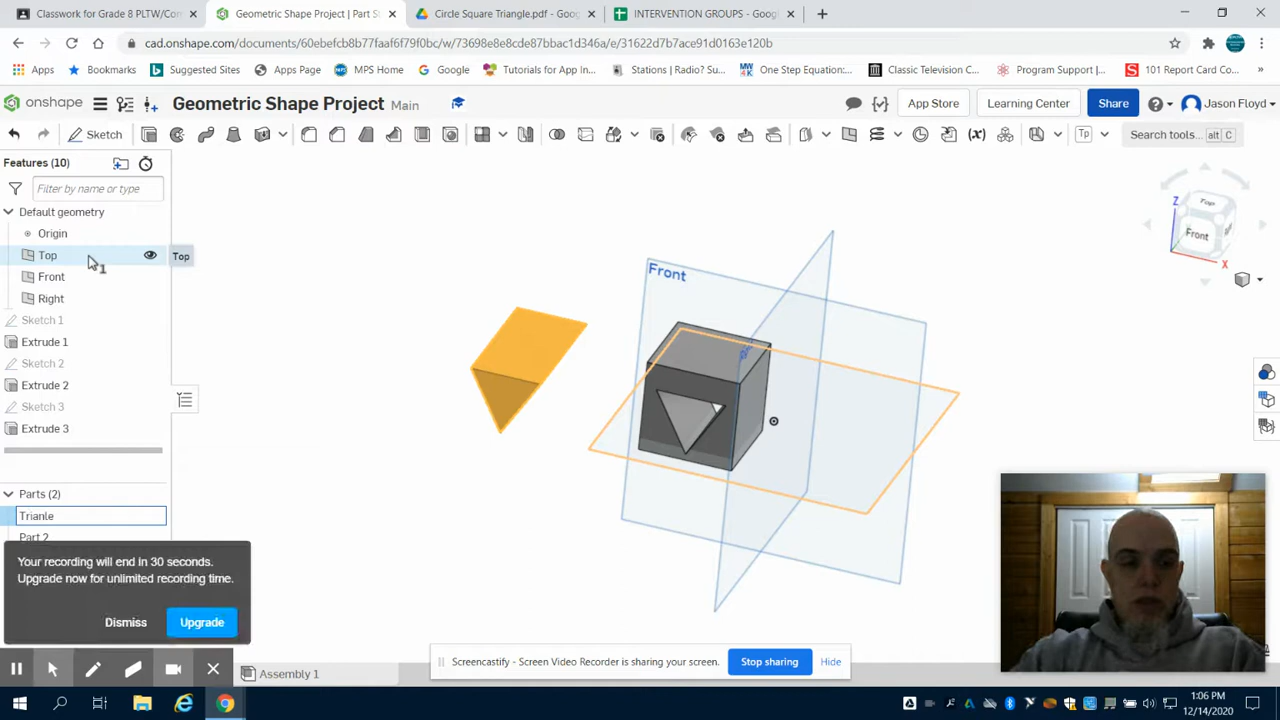 Classwork for Grade 8 PLTW/Con
Geometric Shape Project | Part S
Circle Square Triangle.pdf - Goog
INTERVENTION GROUPS - Google
cad.onshape.com/documents/60ebefcb8b77faaf6f79f0bc/w/73698e8e8cde87bbac1d346a/e/31622d7b7ace91d0163e120b
Apps
Bookmarks
Suggested Sites
Apps Page
MPS Home
Google
Tutorials for App In...
Stations | Radio? Su...
One Step Equation:...
Classic Television C...
Program Support |...
101 Report Card Co...
onshape
Geometric Shape Project Main
App Store
Learning Center
Share
Jason Floyd
Sketch
Tp
Search tools...
alt
C
Features (10)
Filter by name or type
Default geometry
Origin
Top
Top
Front
Right
Sketch 1
Extrude 1
Sketch 2
Extrude 2
Sketch 3
Extrude 3
Parts (2)
Trianle
Part 2
Front
Top
Front
Z
X
Your recording will end in 30 seconds.
Upgrade now for unlimited recording time.
Dismiss
Upgrade
Assembly 1
Screencastify - Screen Video Recorder is sharing your screen.
Stop sharing
Hide
1:06 PM
12/14/2020